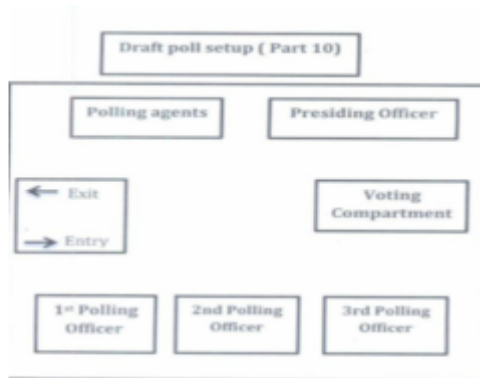 Draft poll setup ( Part 10)
Polling agents
Presiding Officer
Exit
Entry
Voting
Compartment
1st Polling
Officer
2nd Polling
Officer
3rd Polling
Officer